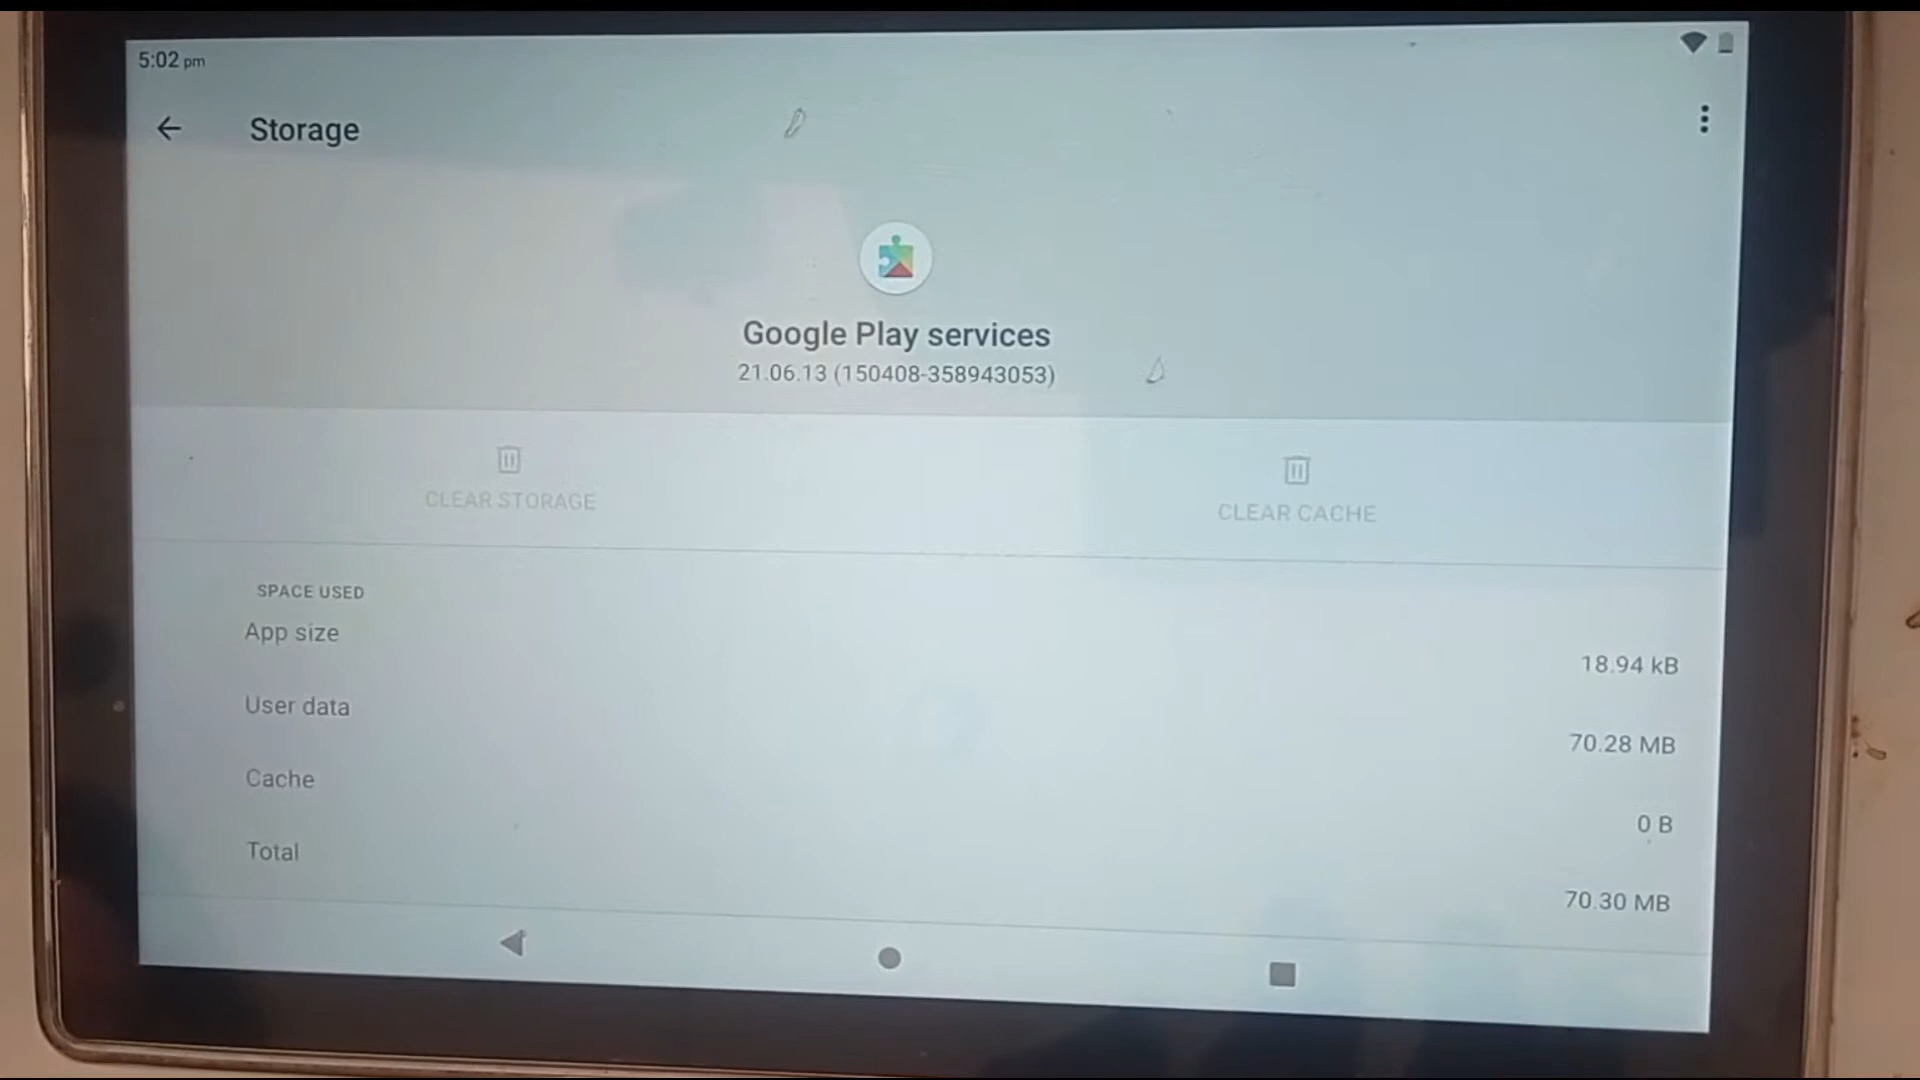 5:02 pm
Storage
Google Play services
21.06.13 (150408-358943053)
CLEAR STORAGE
CLEAR CACHE
SPACE USED
App size
18.94 kB
User data
70.28 MB
Cache
0 B
Total
70.30 MB